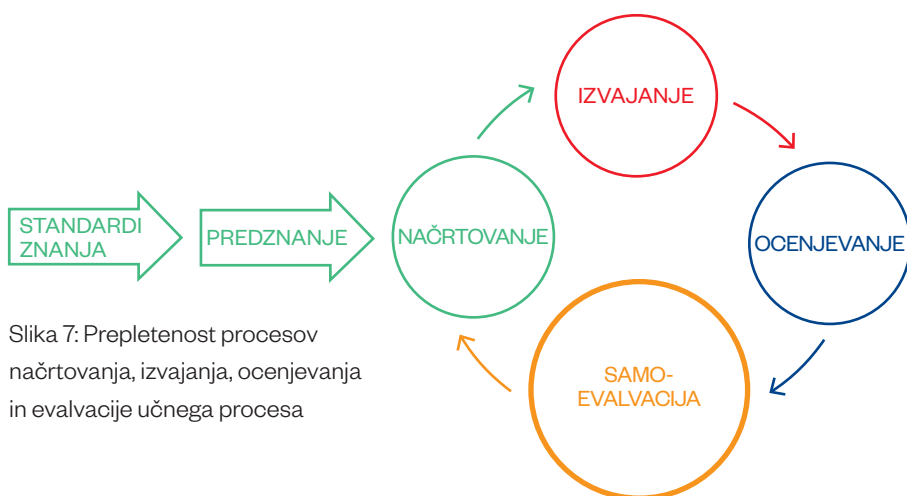 STANDARDI
ZNANJA
PREDZNANJE
NAČRTOVANJE
IZVAJANJE
OCENJEVANJE
SAMO-
EVALVACIJA
Slika 7: Prepletenost procesov
načrtovanja, izvajanja, ocenjevanja
in evalvacije učnega procesa